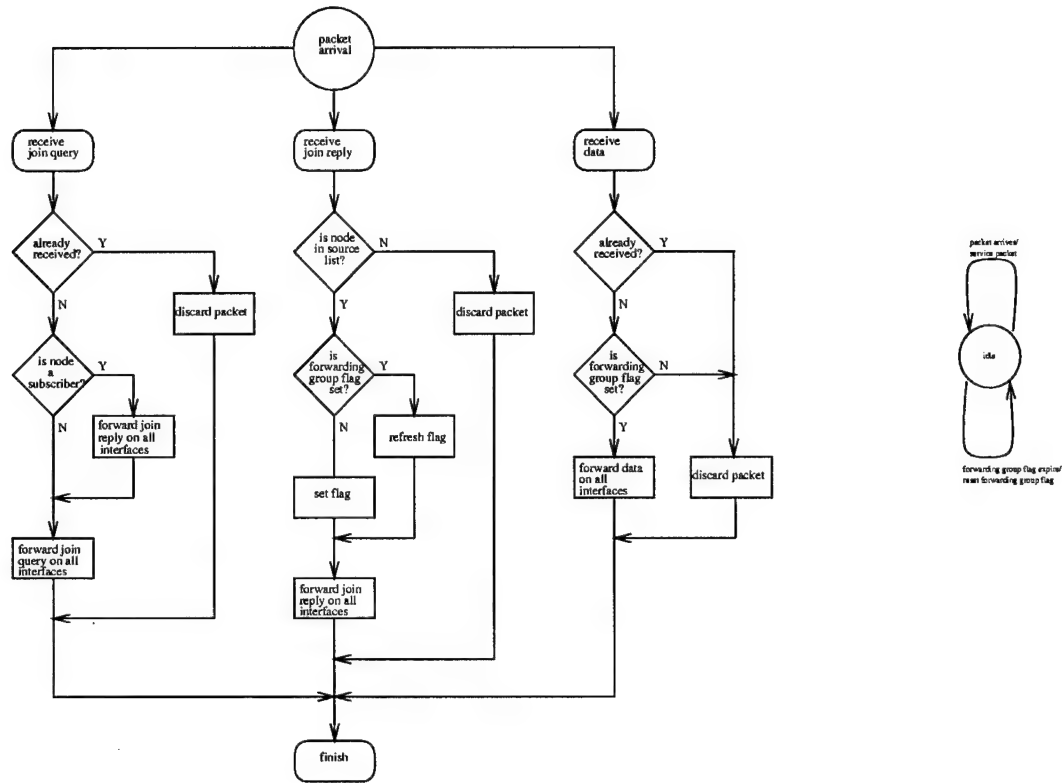 packet
arrival
receive
join query
receive
join reply
receive
data
already
received?
Y
N
is node
in source
list?
N
Y
already
received?
Y
N
discard packet
discard packet
is node
a
subscriber?
Y
N
is
forwarding
group flag
set?
Y
N
is
forwarding
group flag
set?
N
Y
forward join
reply on all
interfaces
refresh flag
set flag
forward data
on all
interfaces
discard packet
forward join
query on all
interfaces
forward join
reply on all
interfaces
finish
packet arrives/
service packet
idle
forwarding group flag expires/
reset forwarding group flag